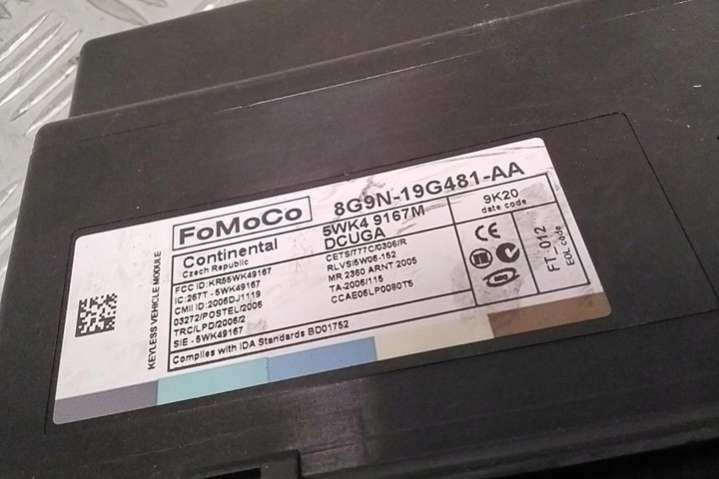 KEYLESS VEHICLE MODULE
FoMoCo
8G9N-19G481-AA
Continental
Czech Republic
5WK4 9167M
DCUGA
9K20
date code
FCC ID:KR55WK49167
IC:267T - 5WK49167
CMII ID:2006DJ1119
03272/POSTEL/2006
TRC/LPD/2006/2
SIE - 5WK49167
CETS/777C/0306/R
RLVS/5W06-152
MR 2360 ARNT 2005
TA-2006/115
CCAE06LP0080T5
CE
FT_012
EOL code
Complies with IDA Standards BD01752